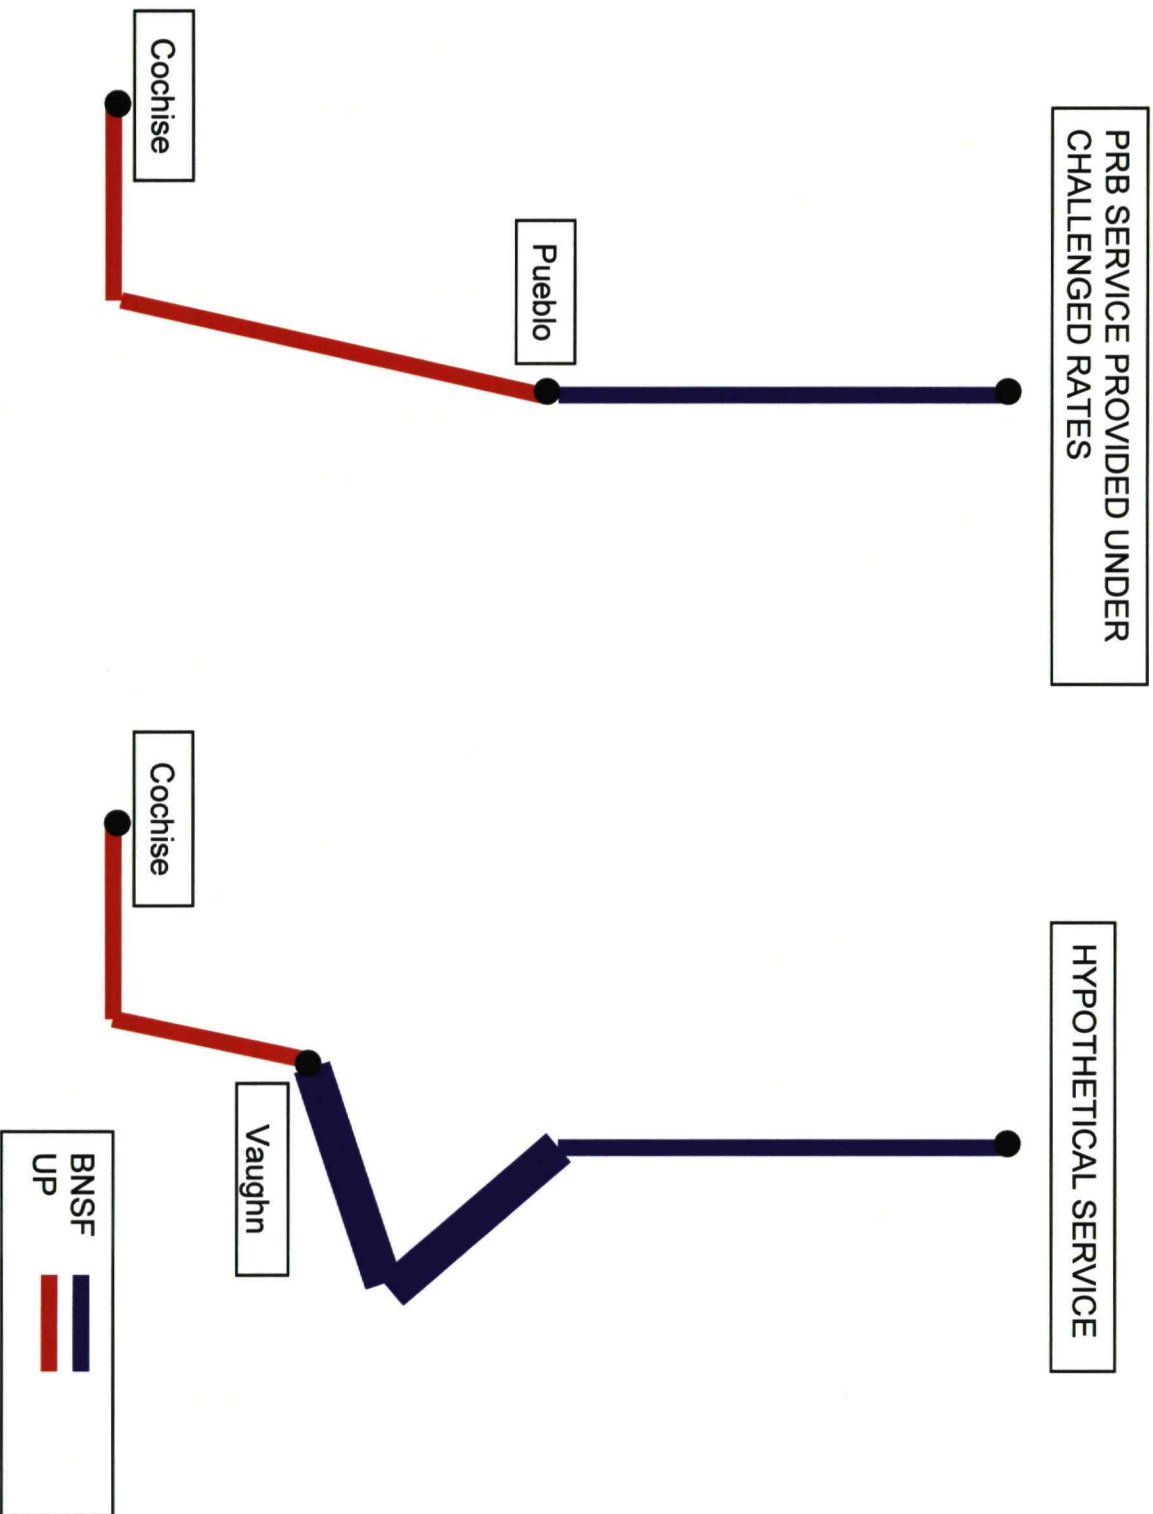 PRB SERVICE PROVIDED UNDER
CHALLENGED RATES
Pueblo
Cochise
HYPOTHETICAL SERVICE
Cochise
Vaughn
BNSF
UP